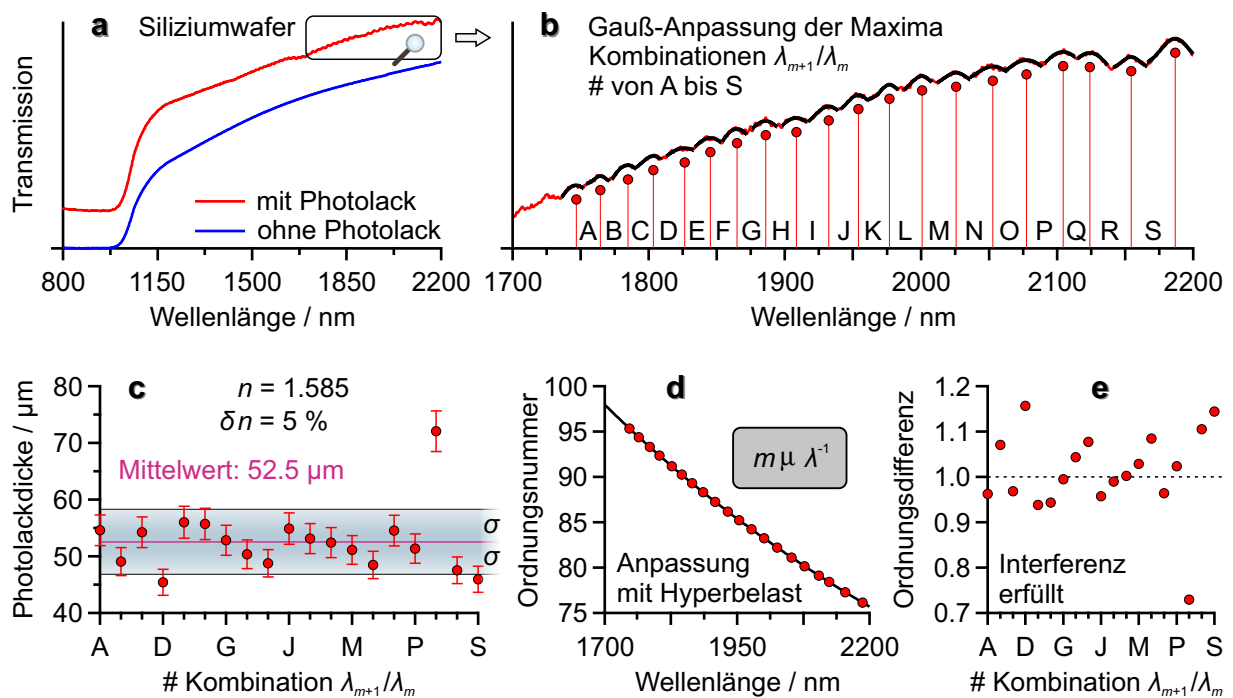 a
Siliziumwafer
Transmission
mit Photolack
ohne Photolack
800
1150
1500
1850
2200
Wellenlänge / nm
b
Gauß-Anpassung der Maxima
Kombinationen λm+1/λm
# von A bis S
A B C D E F G H I J K L M N O P Q R S
1700
1800
1900
2000
2100
2200
Wellenlänge / nm
c
n = 1.585
δn = 5 %
Mittelwert: 52.5 µm
σ
σ
Photolackdicke / µm
80
70
60
50
40
A D G J M P S
# Kombination λm+1/λm
d
m µ λ-1
Anpassung
mit Hyperbelast
Ordnungsnummer
100
95
90
85
80
75
1700
1950
2200
Wellenlänge / nm
e
Interferenz
erfüllt
Ordnungsdifferenz
1.2
1.1
1.0
0.9
0.8
0.7
A D G J M P S
# Kombination λm+1/λm